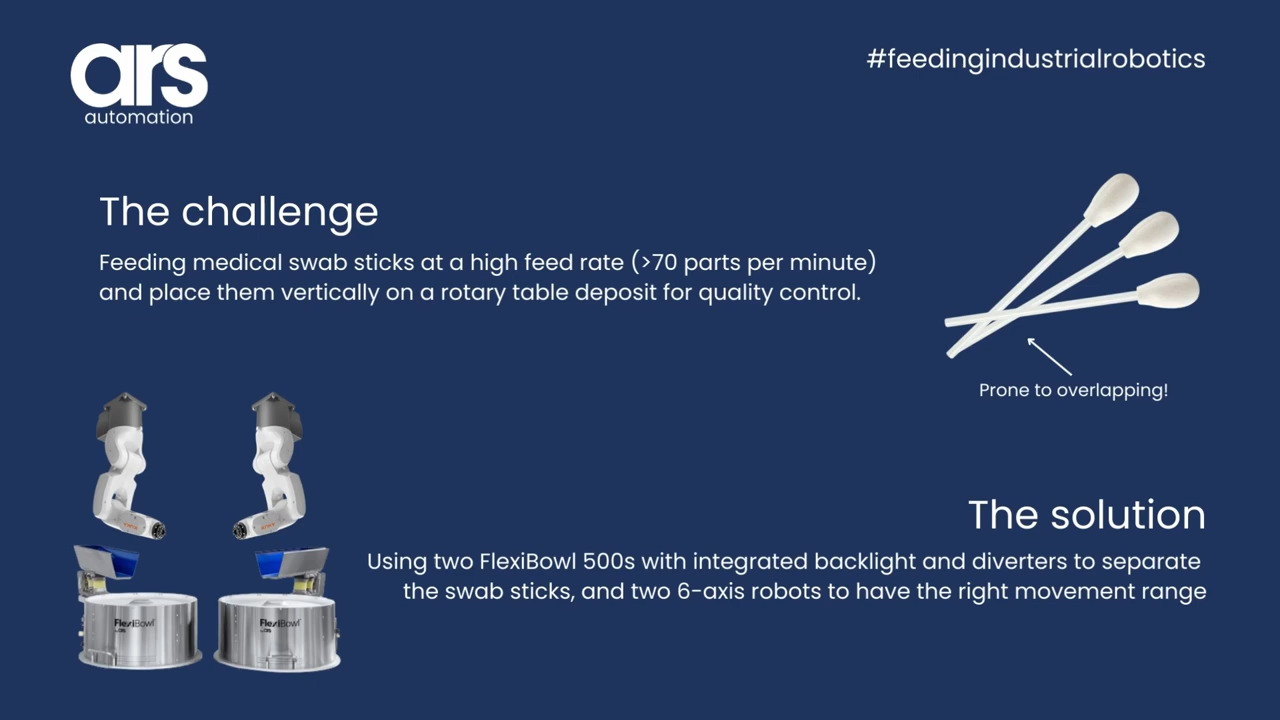 ars
automation
#feedingindustrialrobotics
The challenge
Feeding medical swab sticks at a high feed rate (>70 parts per minute)
and place them vertically on a rotary table deposit for quality control.
Prone to overlapping!
The solution
Using two FlexiBowl 500s with integrated backlight and diverters to separate
the swab sticks, and two 6-axis robots to have the right movement range
FlexiBowl
FlexiBowl